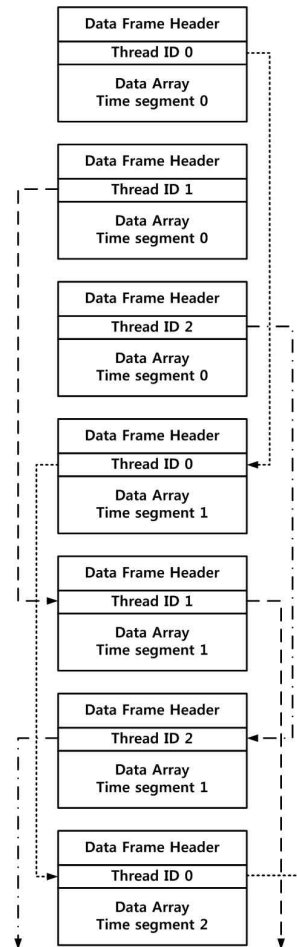 Data Frame Header
Thread ID 0
Data Array
Time segment 0
Data Frame Header
Thread ID 1
Data Array
Time segment 0
Data Frame Header
Thread ID 2
Data Array
Time segment 0
Data Frame Header
Thread ID 0
Data Array
Time segment 1
Data Frame Header
Thread ID 1
Data Array
Time segment 1
Data Frame Header
Thread ID 2
Data Array
Time segment 1
Data Frame Header
Thread ID 0
Data Array
Time segment 2